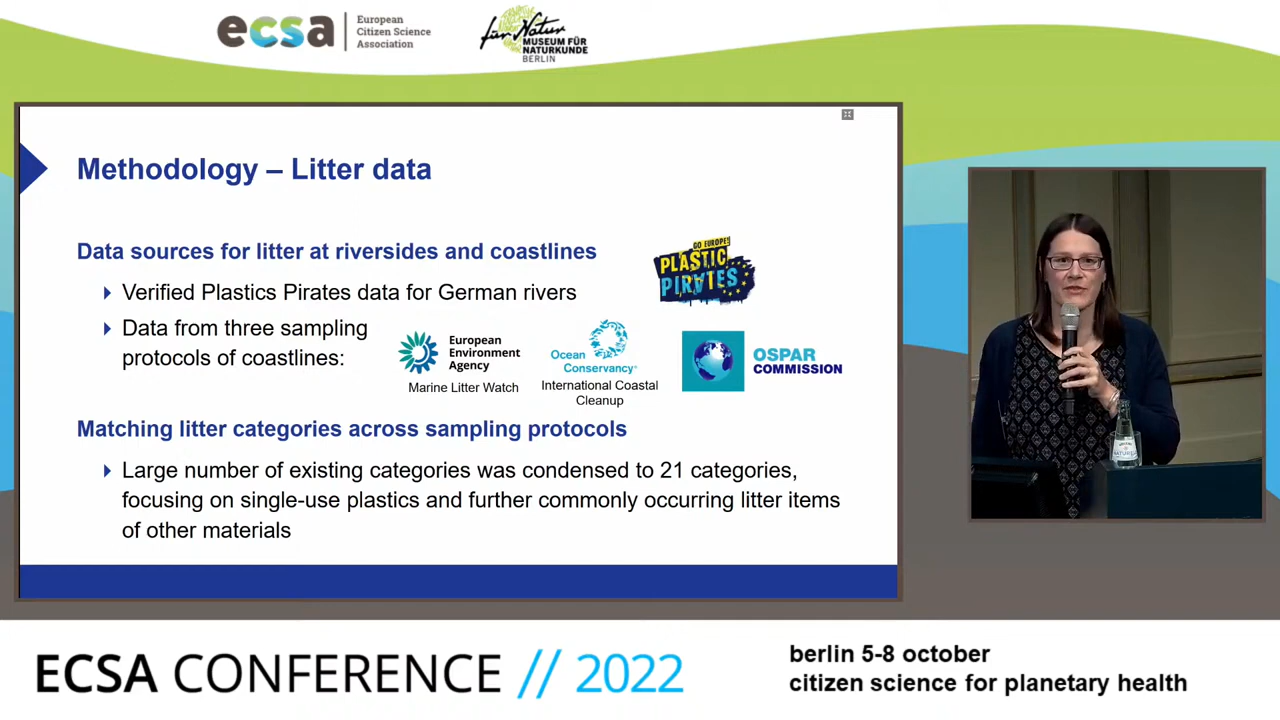 ecsa
European
Citizen Science
Association
für Natur
MUSEUM FÜR
NATURKUNDE
BERLIN
Methodology – Litter data
Data sources for litter at riversides and coastlines
GO EUROPE!
PLASTIC
PIRATES
Verified Plastics Pirates data for German rivers
Data from three sampling
protocols of coastlines:
European
Environment
Agency
Marine Litter Watch
Ocean
Conservancy
International Coastal
Cleanup
OSPAR
COMMISSION
Matching litter categories across sampling protocols
Large number of existing categories was condensed to 21 categories,
focusing on single-use plastics and further commonly occurring litter items
of other materials
ECSA CONFERENCE // 2022
berlin 5-8 october
citizen science for planetary health